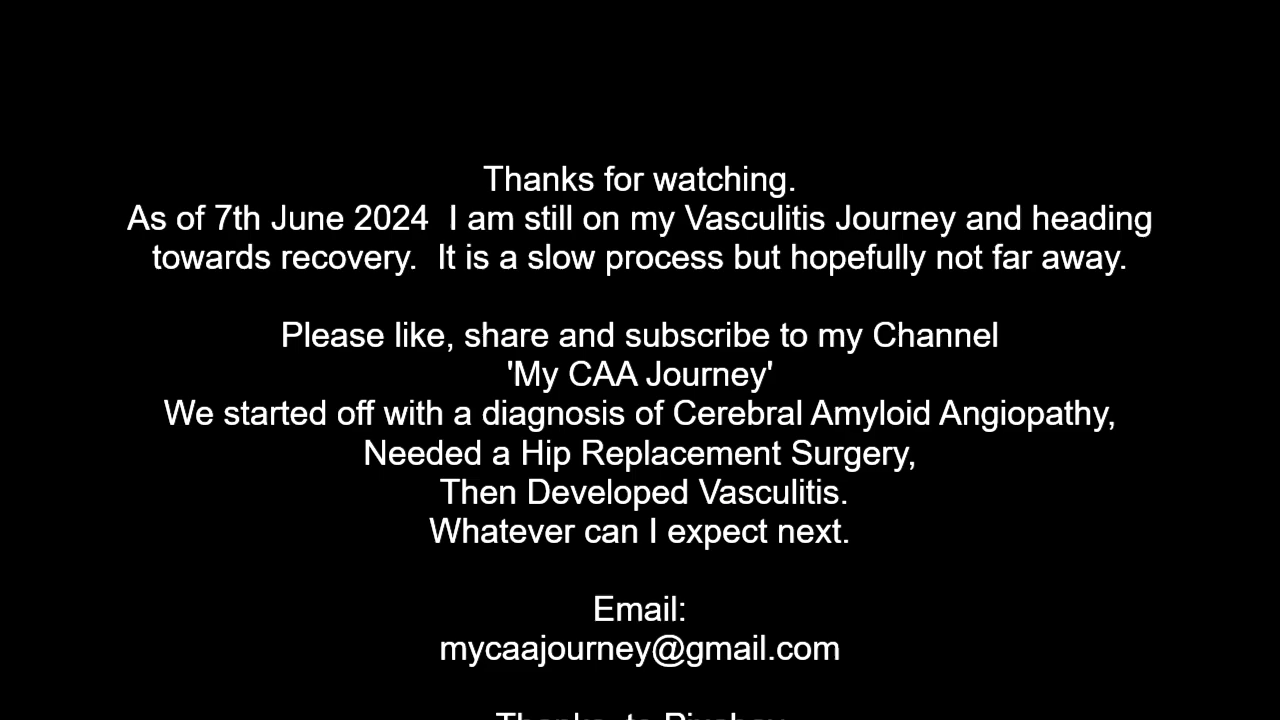 Thanks for watching.
As of 7th June 2024  I am still on my Vasculitis Journey and heading
towards recovery.  It is a slow process but hopefully not far away.
Please like, share and subscribe to my Channel
'My CAA Journey'
We started off with a diagnosis of Cerebral Amyloid Angiopathy,
Needed a Hip Replacement Surgery,
Then Developed Vasculitis.
Whatever can I expect next.
Email:
mycaajourney@gmail.com
Thanks  to Pixabay